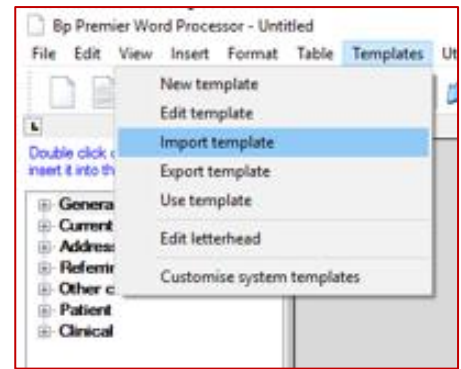 Bp Premier Word Processor - Untitled
File Edit View Insert Format Table Templates Ut
New template
Edit template
Import template
Export template
Use template
Edit letterhead
Customise system templates
Double click
insert it into th
Genera
Current
Address
Referrin
Other c
Patient
Clinical